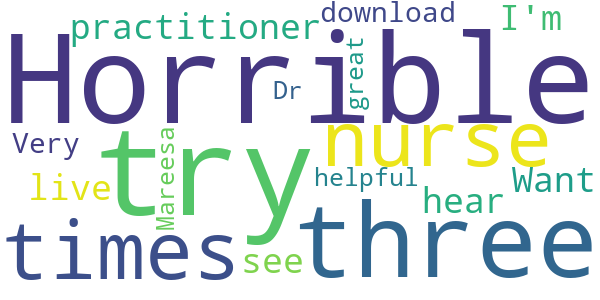 download I'm
practitioner
Horrible
great
Dr
Very
try
nurse
Mareesa
live
helpful
Want
hear
times
see
three